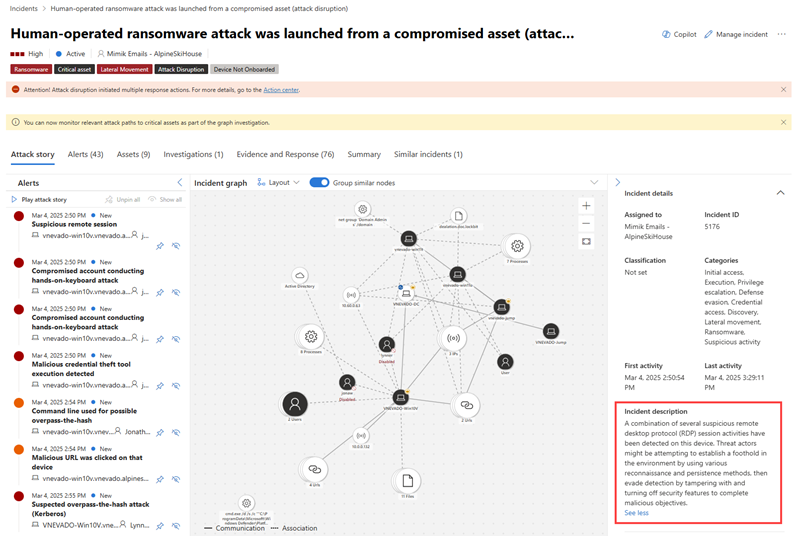 Incidents > Human-operated ransomware attack was launched from a compromised asset (attack disruption)
Human-operated ransomware attack was launched from a compromised asset (attac...
Copilot
Manage incident
...
High
Active
Mimik Emails - AlpineSkiHouse
Ransomware
Critical asset
Lateral Movement
Attack Disruption
Device Not Onboarded
Attention! Attack disruption initiated multiple response actions. For more details, go to the Action center.
You can now monitor relevant attack paths to critical assets as part of the graph investigation.
Attack story
Alerts (43)
Assets (9)
Investigations (1)
Evidence and Response (76)
Summary
Similar incidents (1)
Alerts
Play attack story
Unpin all
Show all
Mar 4, 2025 2:50 PM • New
Suspicious remote session
vnevado-win10v.vnevado.a... j...
Mar 4, 2025 2:50 PM • New
Compromised account conducting
hands-on-keyboard attack
vnevado-win10v.vnevado.a... j...
Mar 4, 2025 2:50 PM • New
Compromised account conducting
hands-on-keyboard attack
vnevado-win10v.vnevado.a... j...
Mar 4, 2025 2:50 PM • New
Malicious credential theft tool
execution detected
vnevado-win10v.vnevado.a... j...
Mar 4, 2025 2:50 PM • New
Command line used for possible
overpass-the-hash
vnevado-win10v.vnev... Jonath...
Mar 4, 2025 2:54 PM • New
Malicious URL was clicked on that
device
vnevado-win10v.vnevado.alpines...
Mar 4, 2025 2:55 PM • New
Suspected overpass-the-hash attack
(Kerberos)
VNEVADO-Win10V.vnev... Lynn...
Incident graph
Layout
Group similar nodes
net group "Domain Admins" /domain
7 Processes
Active Directory
10.60.0.61
VNEVADO-DC
vnevado-jump
VNEVADO-Jump
8 Processes
Disabled
3 IPs
User
Disabled
2 Users
VNEVADO-Win10V
2 Urls
10.0.0.132
4 Urls
11 Files
Communication
Association
Incident details
Assigned to
Mimik Emails -
AlpineSkiHouse
Incident ID
5176
Classification
Not set
Categories
Initial access,
Execution, Privilege
escalation, Defense
evasion, Credential
access, Discovery,
Lateral movement,
Ransomware,
Suspicious activity
First activity
Mar 4, 2025 2:50:54
PM
Last activity
Mar 4, 2025 3:29:11
PM
Incident description
A combination of several suspicious remote
desktop protocol (RDP) session activities have
been detected on this device. Threat actors
might be attempting to establish a foothold in
the environment by using various
reconnaissance and persistence methods, then
evade detection by tampering with and
turning off security features to complete
malicious objectives.
See less